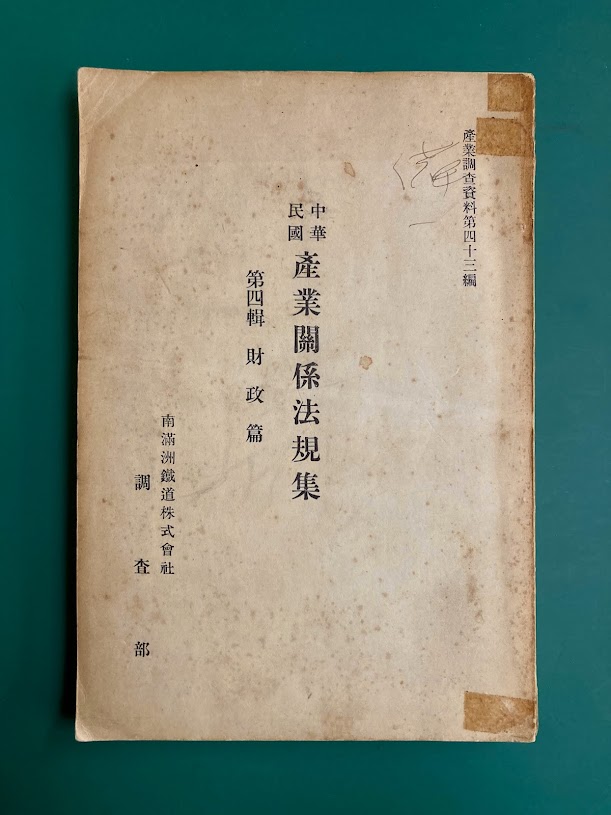 產業調査資料第四十三編
中華
民國
產業關係法規集
第四輯 財政篇
南滿洲鐵道株式會社
調査部